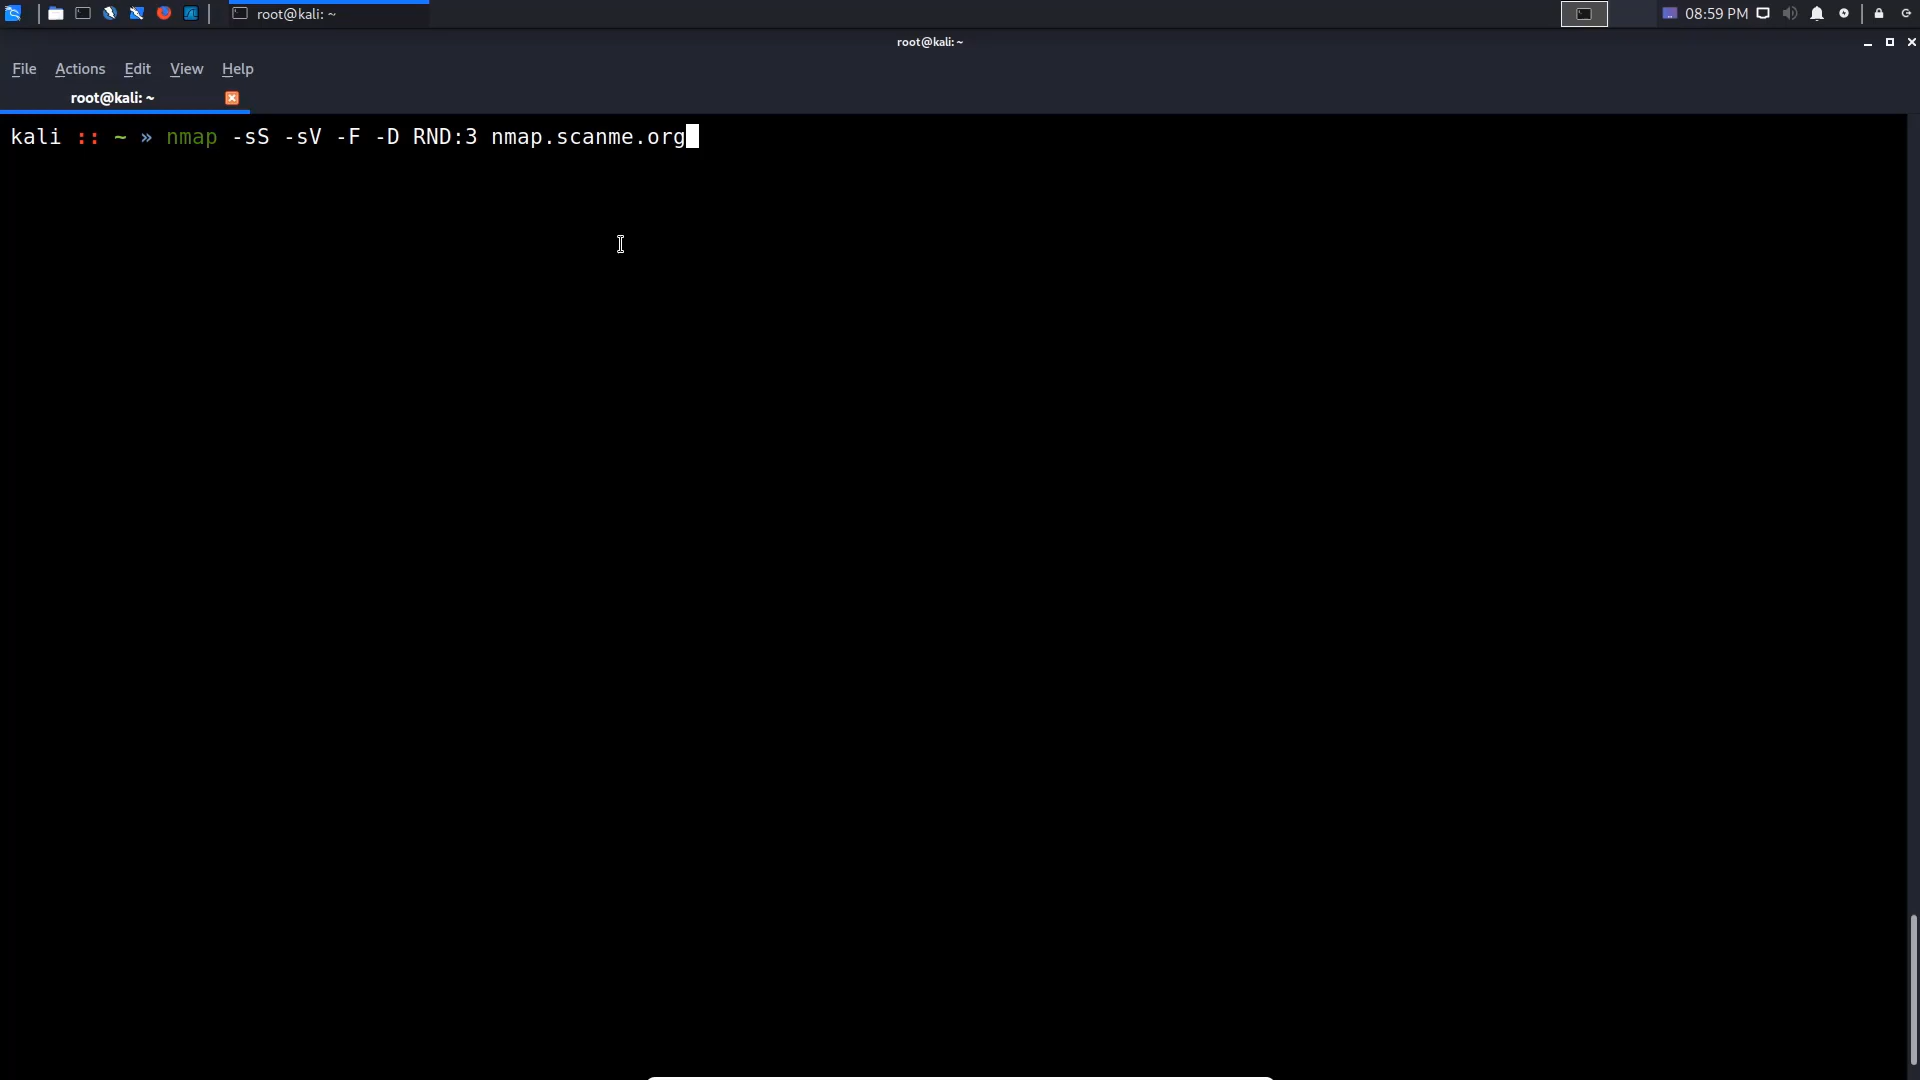 root@kali: ~
08:59 PM
root@kali: ~
File Actions Edit View Help
root@kali: ~
kali :: ~ » nmap -sS -sV -F -D RND:3 nmap.scanme.org